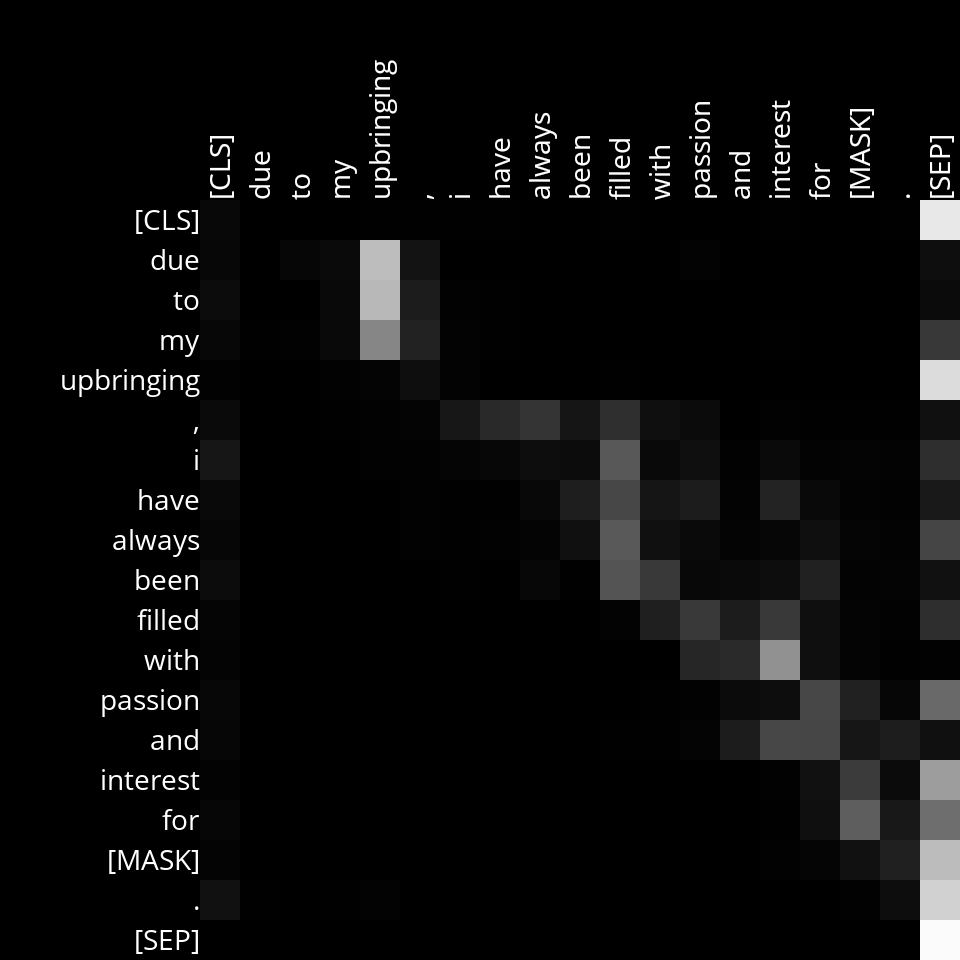 [CLS] due to my upbringing , i have always been filled with passion and interest for [MASK] . [SEP]
[CLS]
due
to
my
upbringing
,
i
have
always
been
filled
with
passion
and
interest
for
[MASK]
.
[SEP]